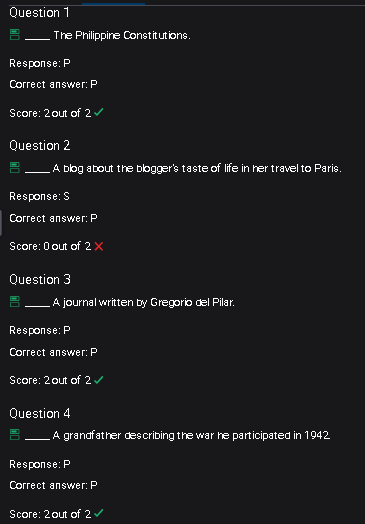 Question 1
_____ The Philippine Constitutions.
Response: P
Correct answer: P
Score: 2 out of 2
Question 2
_____ A blog about the blogger's taste of life in her travel to Paris.
Response: S
Correct answer: P
Score: 0 out of 2
Question 3
_____ A journal written by Gregorio del Pilar.
Response: P
Correct answer: P
Score: 2 out of 2
Question 4
_____ A grandfather describing the war he participated in 1942.
Response: P
Correct answer: P
Score: 2 out of 2